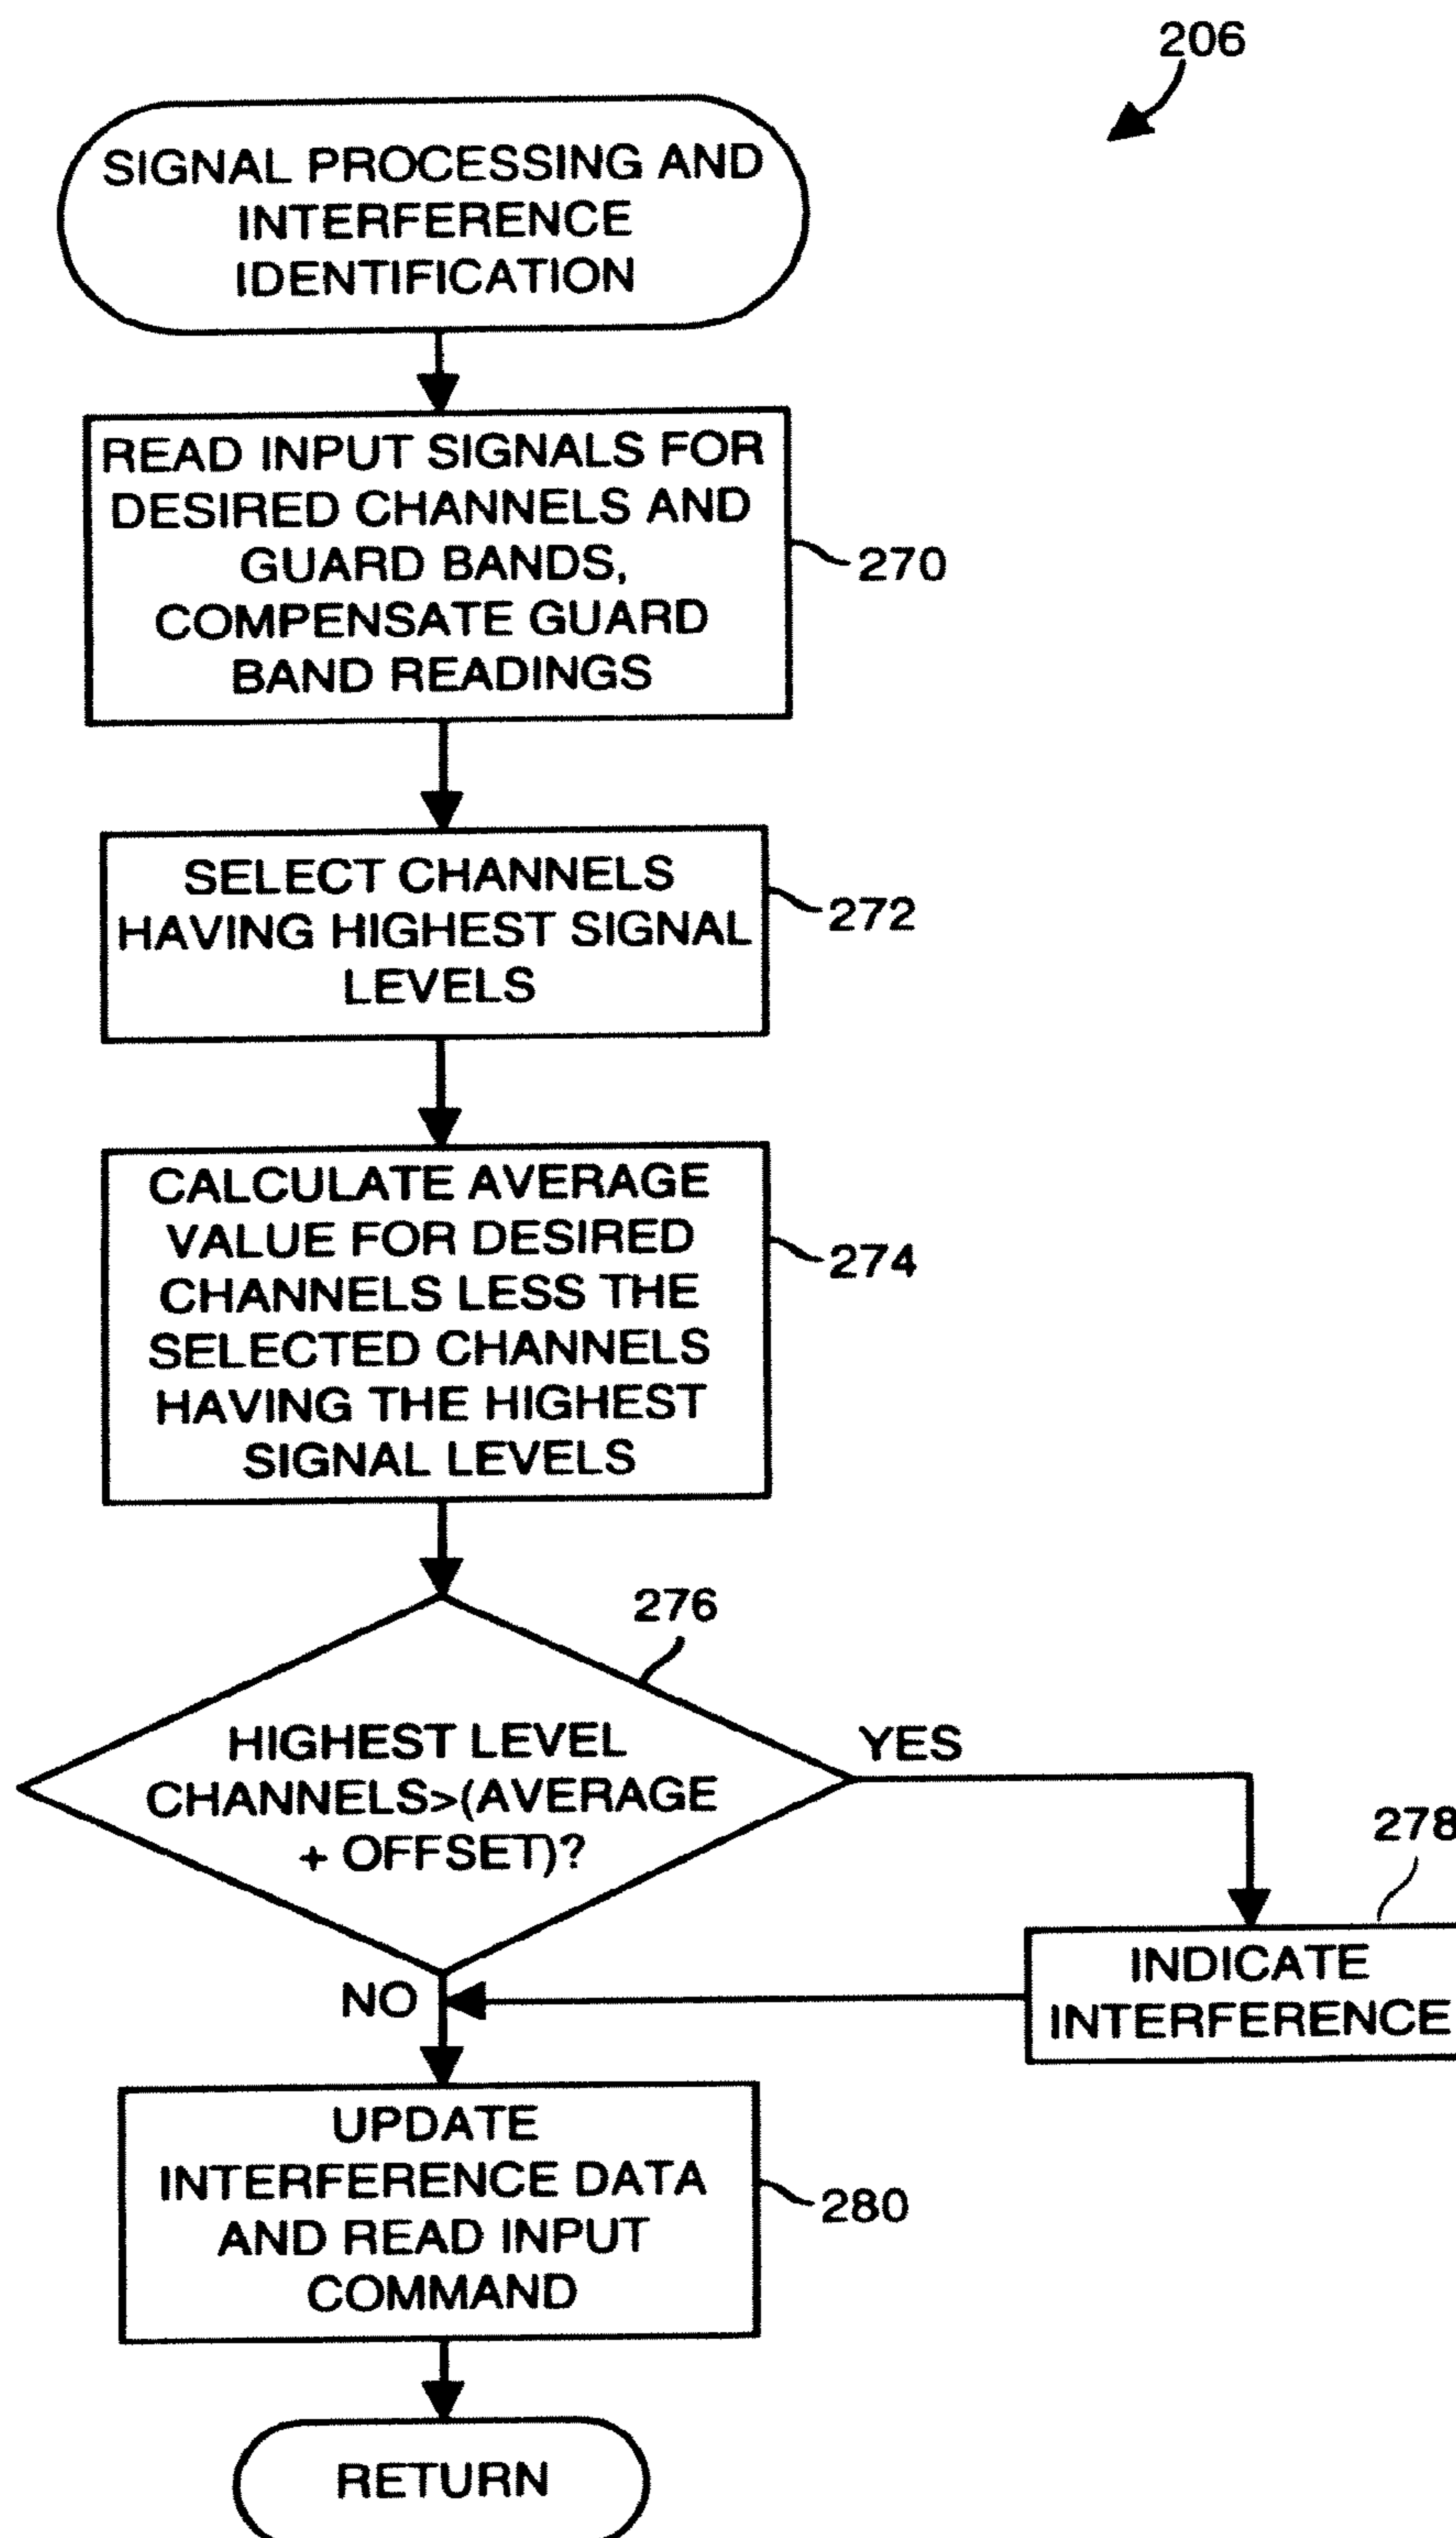 206
SIGNAL PROCESSING AND
INTERFERENCE
IDENTIFICATION
READ INPUT SIGNALS FOR
DESIRED CHANNELS AND
GUARD BANDS,
COMPENSATE GUARD
BAND READINGS
270
SELECT CHANNELS
HAVING HIGHEST SIGNAL
LEVELS
272
CALCULATE AVERAGE
VALUE FOR DESIRED
CHANNELS LESS THE
SELECTED CHANNELS
HAVING THE HIGHEST
SIGNAL LEVELS
274
276
HIGHEST LEVEL
CHANNELS>(AVERAGE
+ OFFSET)?
YES
278
INDICATE
INTERFERENCE
NO
UPDATE
INTERFERENCE DATA
AND READ INPUT
COMMAND
280
RETURN